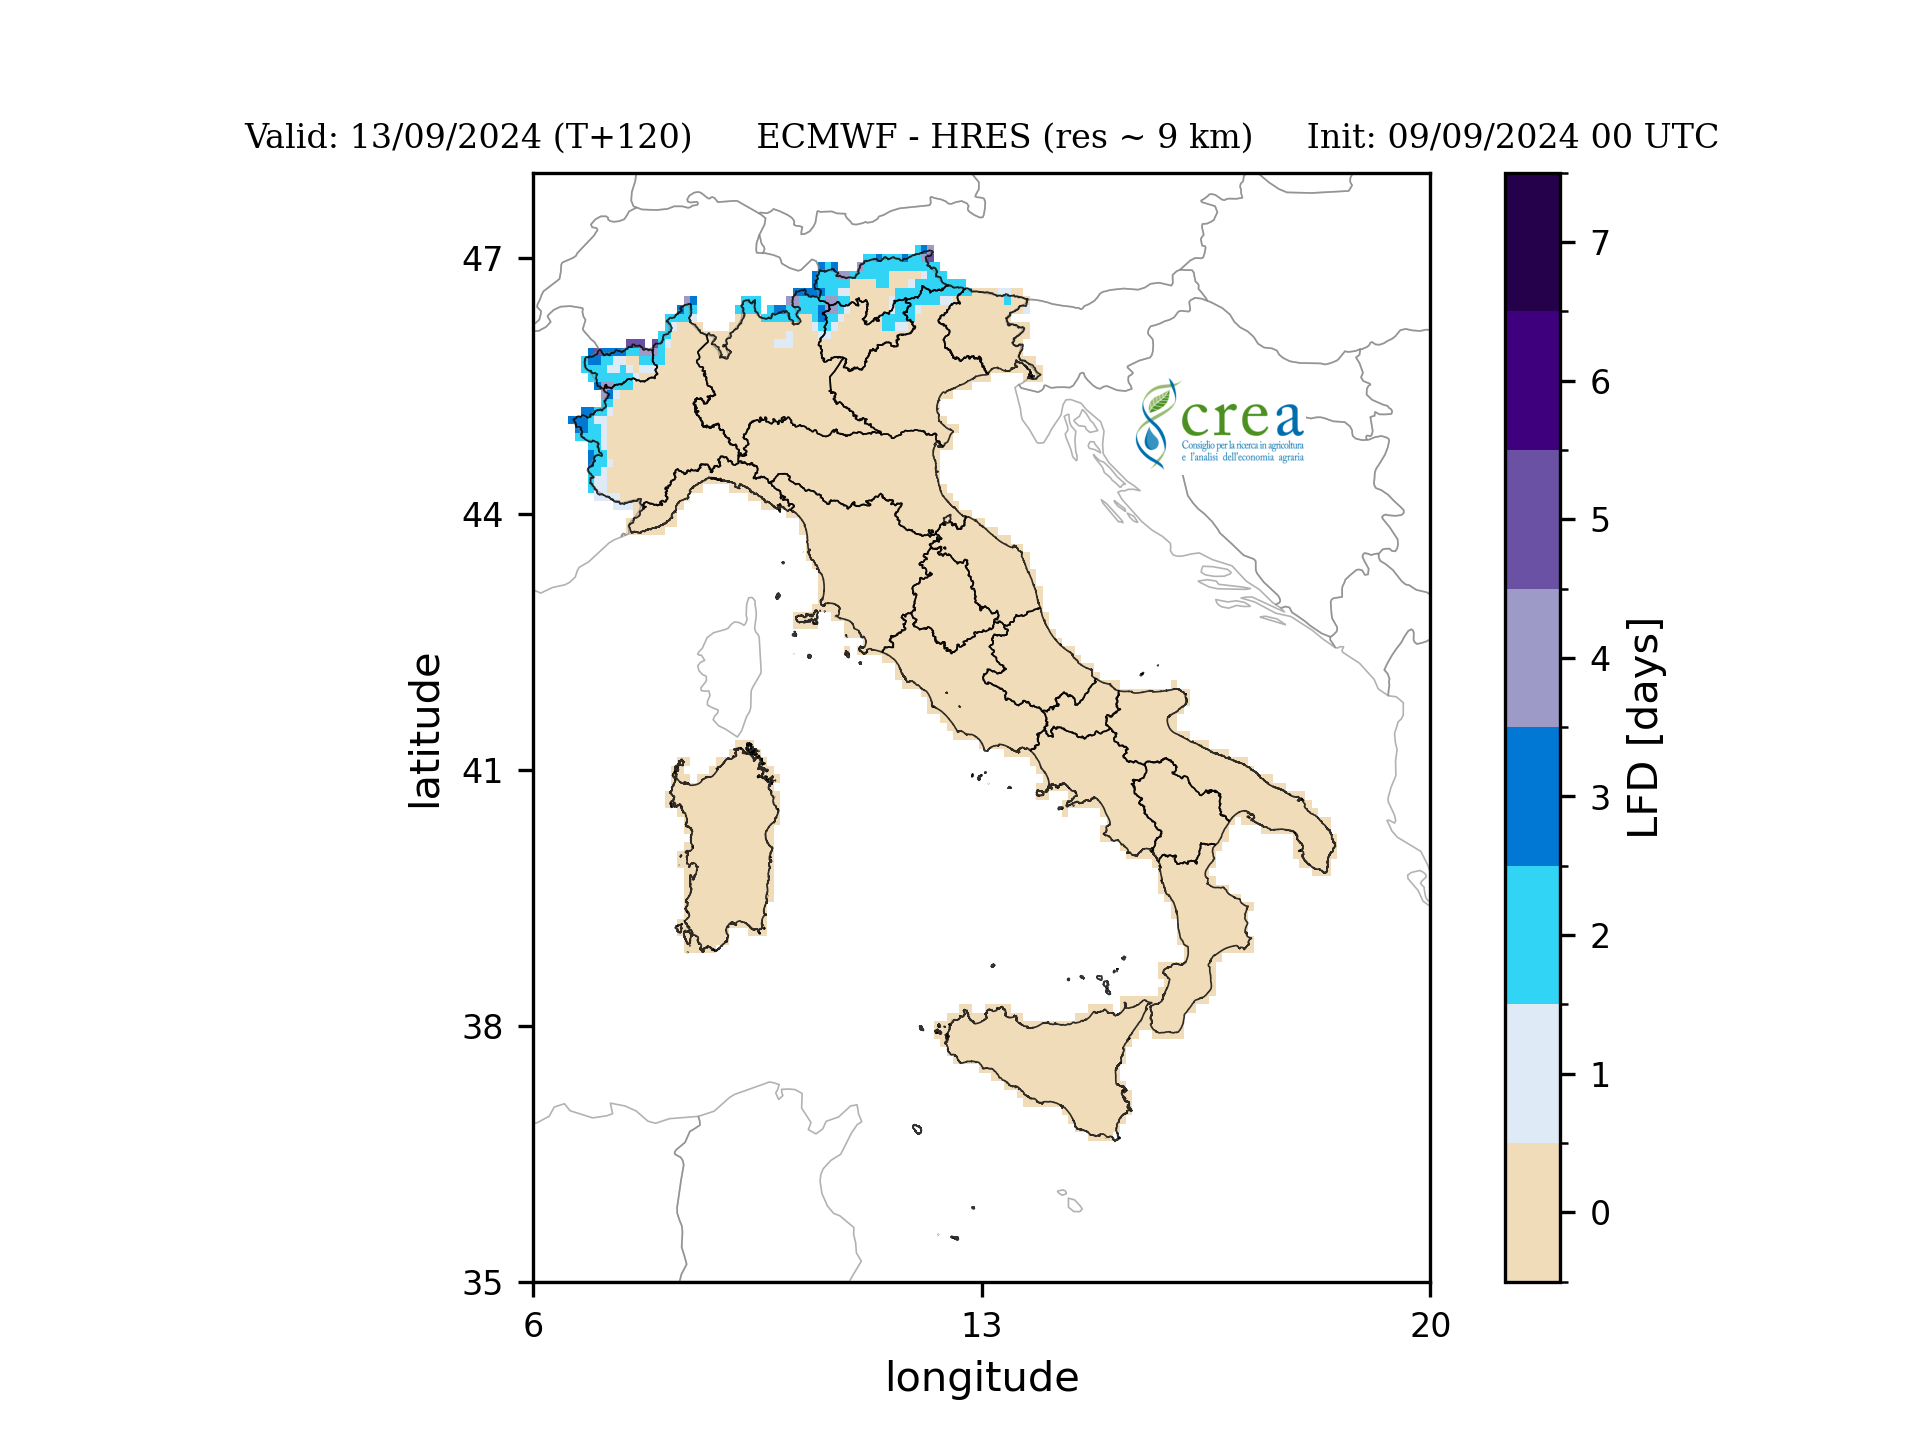 Valid: 13/09/2024 (T+120) ECMWF - HRES (res ~ 9 km) Init: 09/09/2024 00 UTC
47
44
41
38
35
latitude
6 13 20
longitude
crea
Consiglio per la ricerca in agricoltura
e l'analisi dell'economia agraria
7
6
5
4
3
2
1
0
LFD [days]